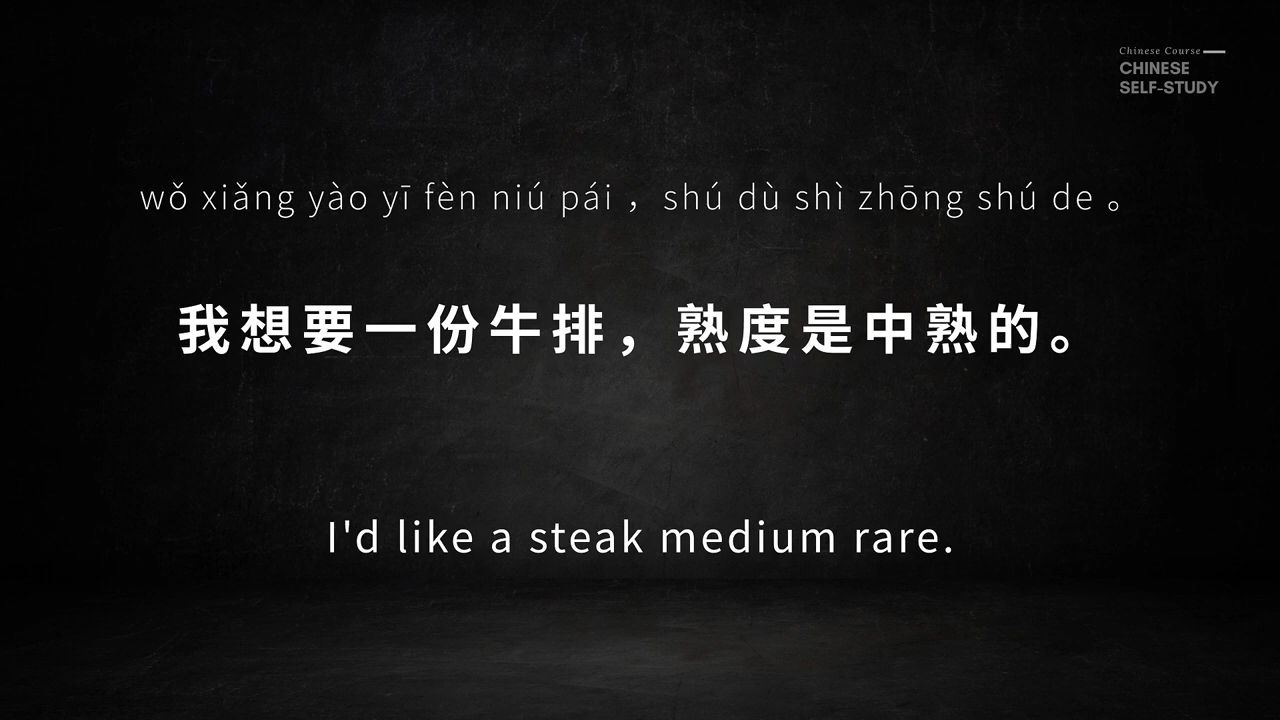 Chinese Course
CHINESE
SELF-STUDY
wǒ xiǎng yào yī fèn niú pái ，shú dù shì zhōng shú de 。
我想要一份牛排，熟度是中熟的。
I'd like a steak medium rare.